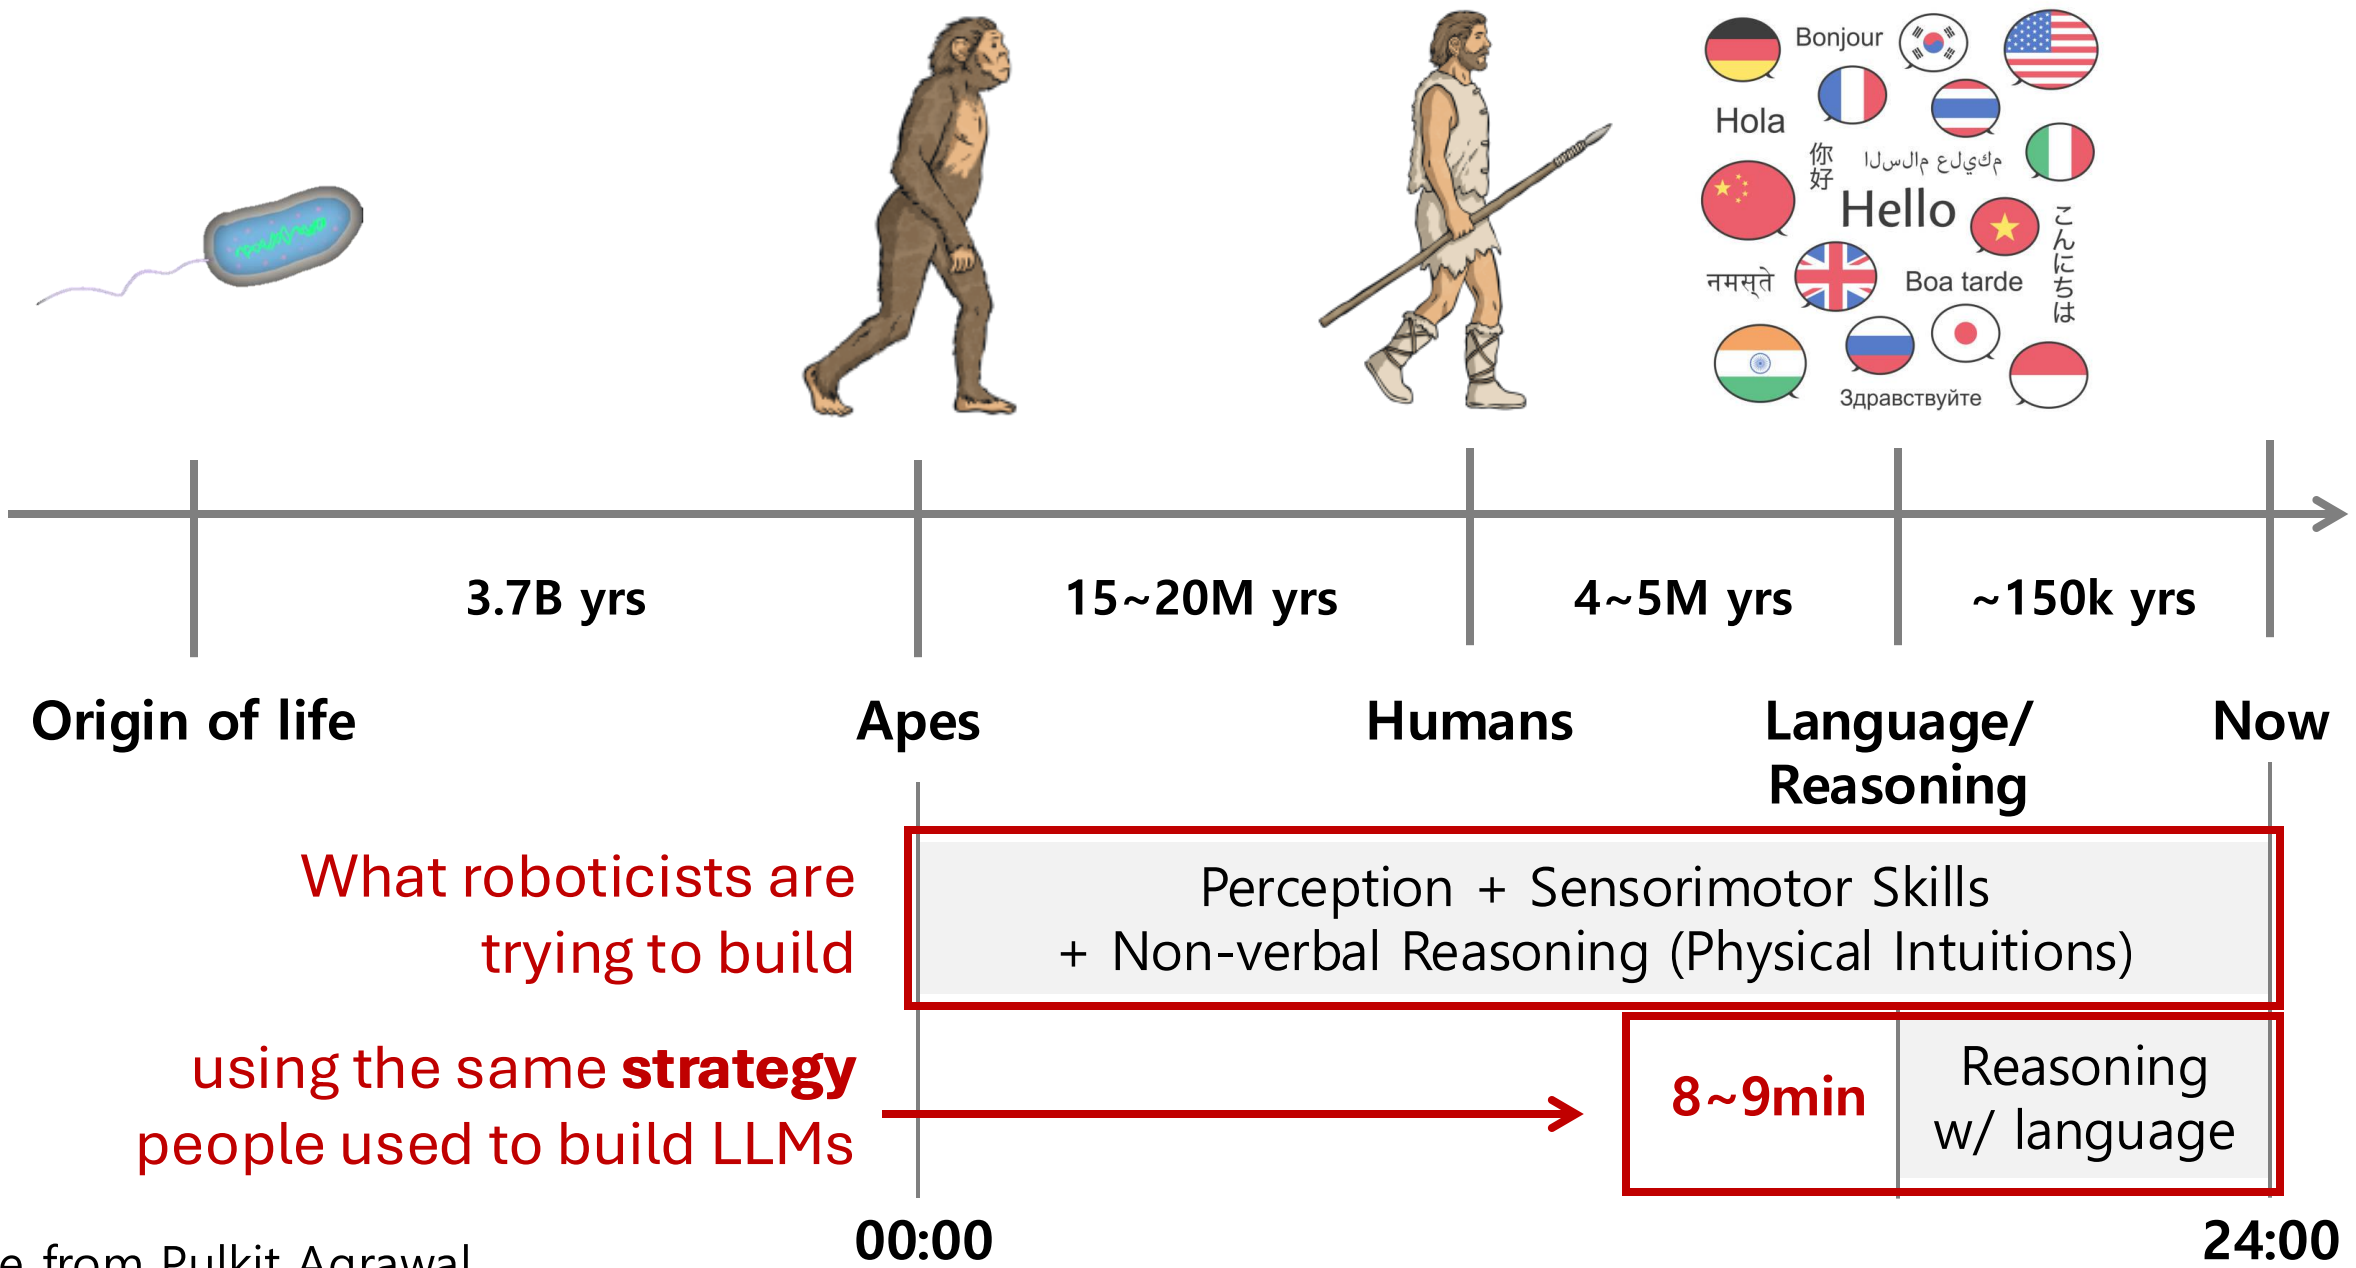 Bonjour
Hola
你好
ﻡﻜﻴﻠﻋ ﻡﻼﺴﻟﺍ
Hello
こんにちは
नमस्ते
Boa tarde
Здравствуйте
3.7B yrs
15~20M yrs
4~5M yrs
~150k yrs
Origin of life
Apes
Humans
Language/
Reasoning
Now
What roboticists are
trying to build
Perception + Sensorimotor Skills
+ Non-verbal Reasoning (Physical Intuitions)
using the same strategy
people used to build LLMs
8~9min
Reasoning
w/ language
00:00
24:00
e from Pulkit Agrawal